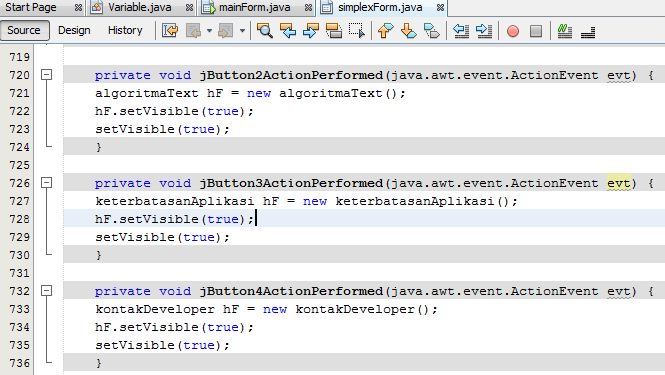 Start Page Variable.java mainForm.java simplexForm.java
Source Design History
719
720 private void jButton2ActionPerformed(java.awt.event.ActionEvent evt) {
721 algoritmaText hF = new algoritmaText();
722 hF.setVisible(true);
723 setVisible(true);
724 }
725
726 private void jButton3ActionPerformed(java.awt.event.ActionEvent evt) {
727 keterbatasanAplikasi hF = new keterbatasanAplikasi();
728 hF.setVisible(true);
729 setVisible(true);
730 }
731
732 private void jButton4ActionPerformed(java.awt.event.ActionEvent evt) {
733 kontakDeveloper hF = new kontakDeveloper();
734 hF.setVisible(true);
735 setVisible(true);
736 }